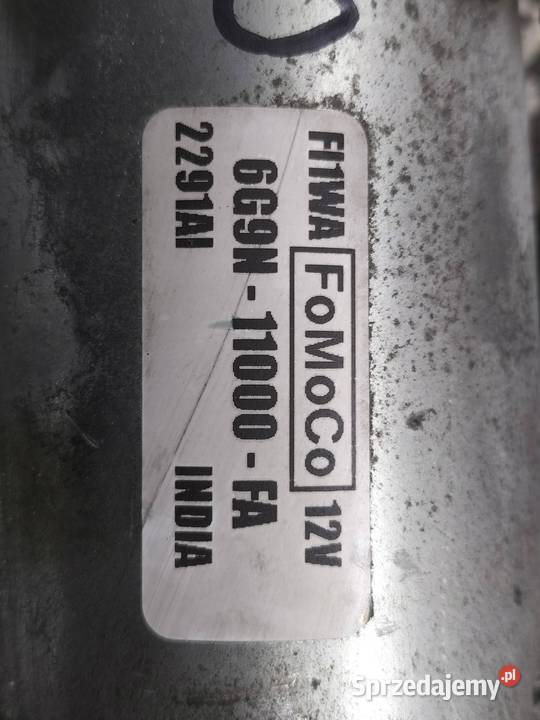 FI1WA FoMoCo 12V
6G9N - 11000 - FA
2291AI INDIA
Sprzedajemy.pl